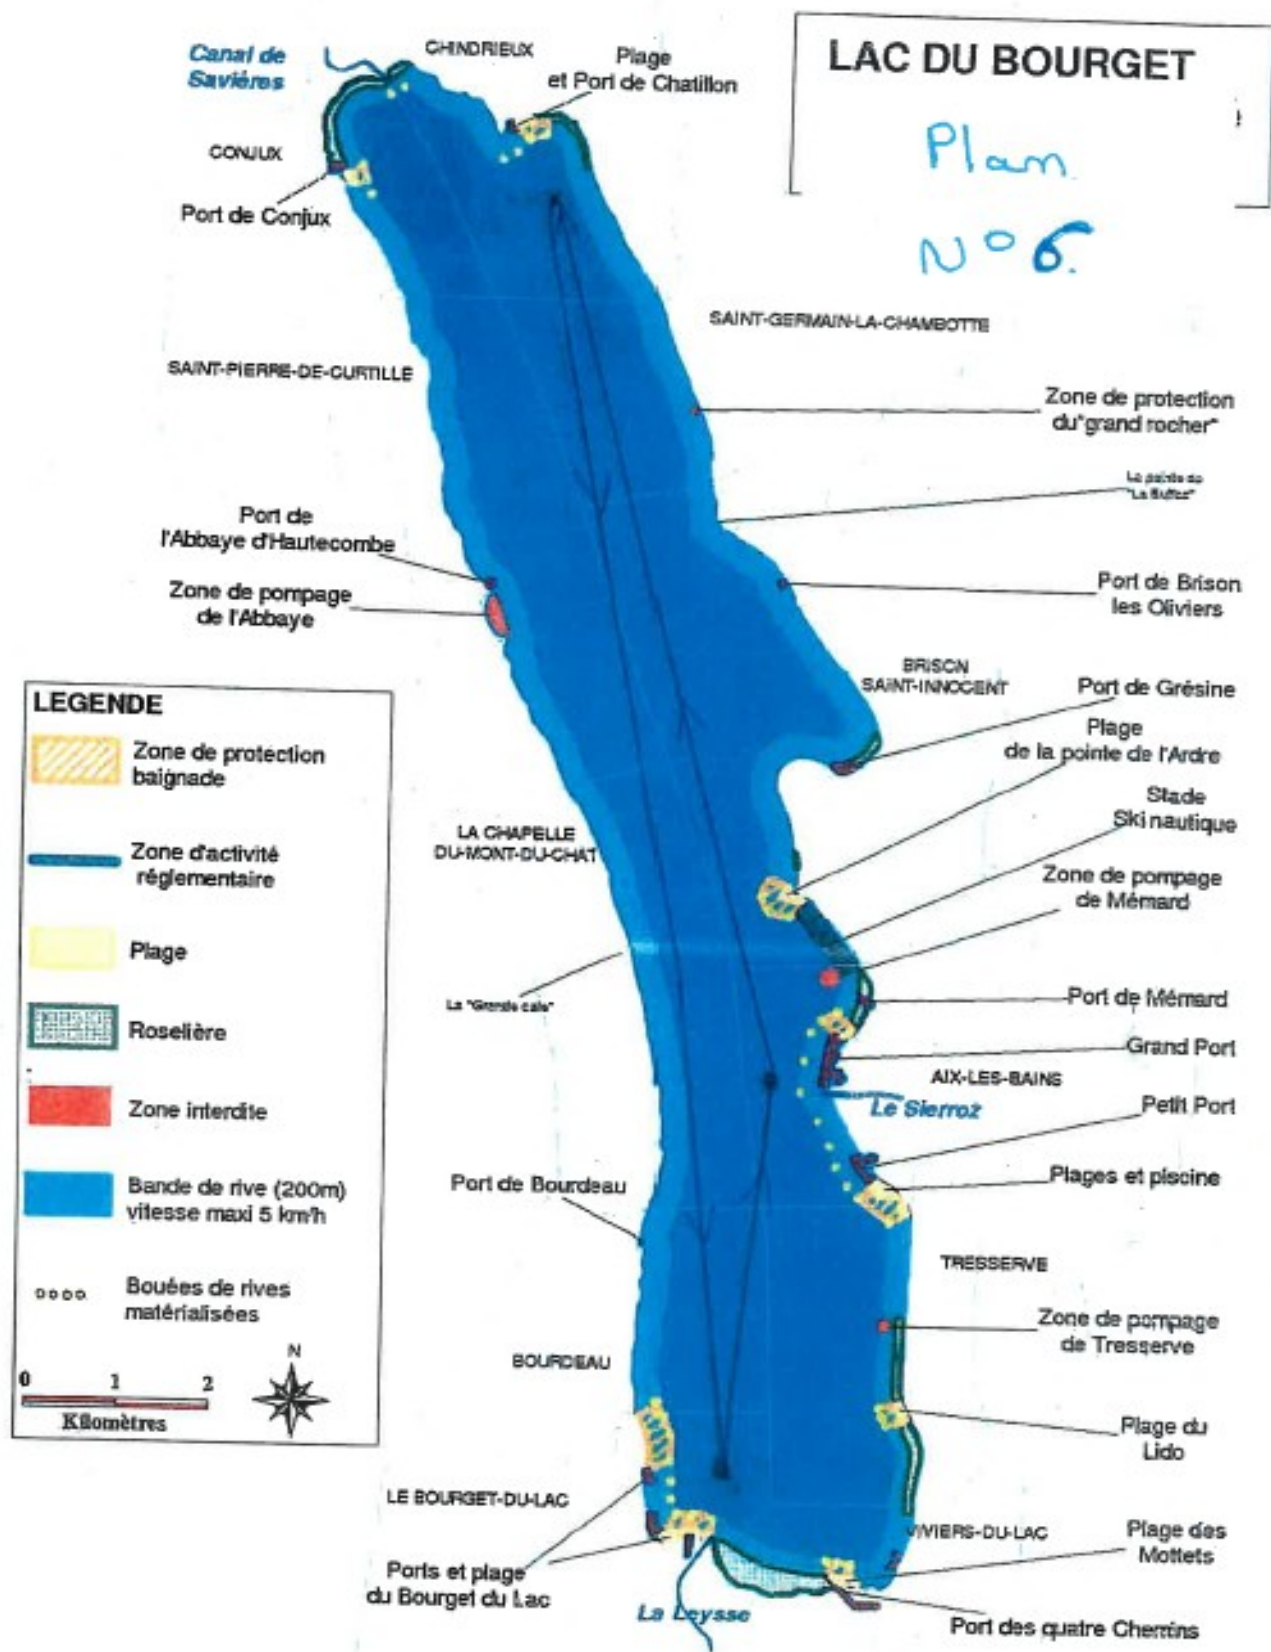 LAC DU BOURGET
Plan
N° 6.
Canal de
Savières
CHINDRIEUX
Plage
et Port de Chatillon
CONJUX
Port de Conjux
SAINT-GERMAIN-LA-CHAMBOTTE
SAINT-PIERRE-DE-CURTILLE
Zone de protection
du "grand rocher"
La pointe de
Port de
l'Abbaye d'Hautecombe
Zone de pompage
de l'Abbaye
Port de Brison
les Oliviers
BRISON
SAINT-INNOCENT
Port de Grésine
Plage
de la pointe de l'Ardre
Stade
Ski nautique
LA CHAPELLE
DU-MONT-DU-CHAT
Zone de pompage
de Mémard
La "Grande cale"
Port de Mémard
Grand Port
AIX-LES-BAINS
Le Sierroz
Petit Port
Port de Bourdeau
Plages et piscine
TRESSERVE
Zone de pompage
de Tresserve
BOURDEAU
Plage du
Lido
LE BOURGET-DU-LAC
VIVIERS-DU-LAC
Plage des
Mottets
Ports et plage
du Bourget du Lac
La Leysse
Port des quatre Chemins
LEGENDE
Zone de protection
baignade
Zone d'activité
réglementaire
Plage
Roselière
Zone interdite
Bande de rive (200m)
vitesse maxi 5 km/h
Bouées de rives
matérialisées
N
0 1 2
Kilomètres